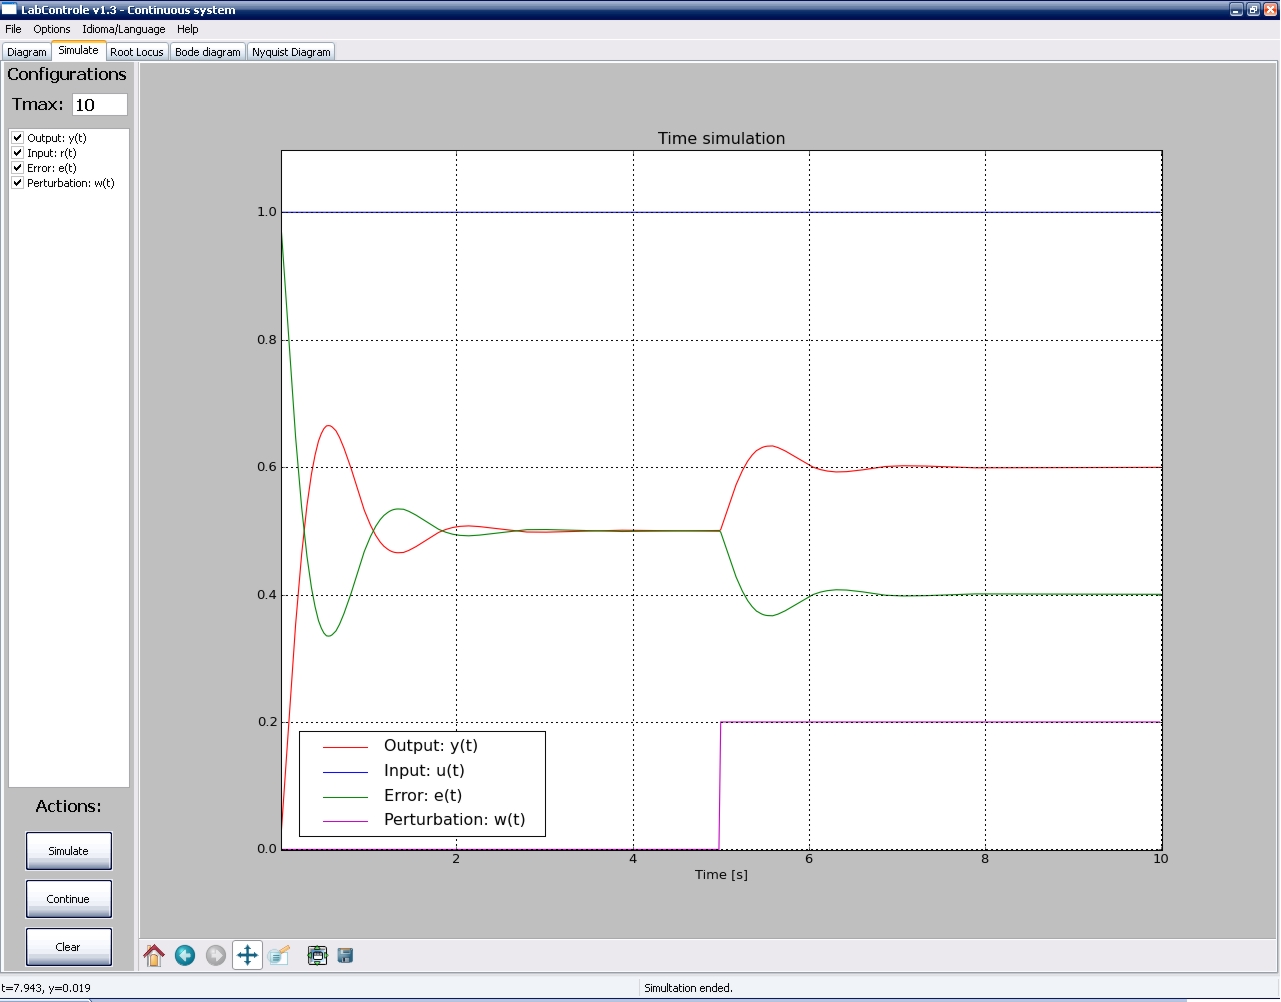 LabControle v1.3 - Continuous system
File Options Idioma/Language Help
Diagram Simulate Root Locus Bode diagram Nyquist Diagram
Configurations
Tmax: 10
Output: y(t)
Input: r(t)
Error: e(t)
Perturbation: w(t)
Actions:
Simulate
Continue
Clear
Time simulation
1.0
0.8
0.6
0.4
0.2
0.0
Output: y(t)
Input: u(t)
Error: e(t)
Perturbation: w(t)
2 4 6 8 10
Time [s]
t=7.943, y=0.019
Simultation ended.